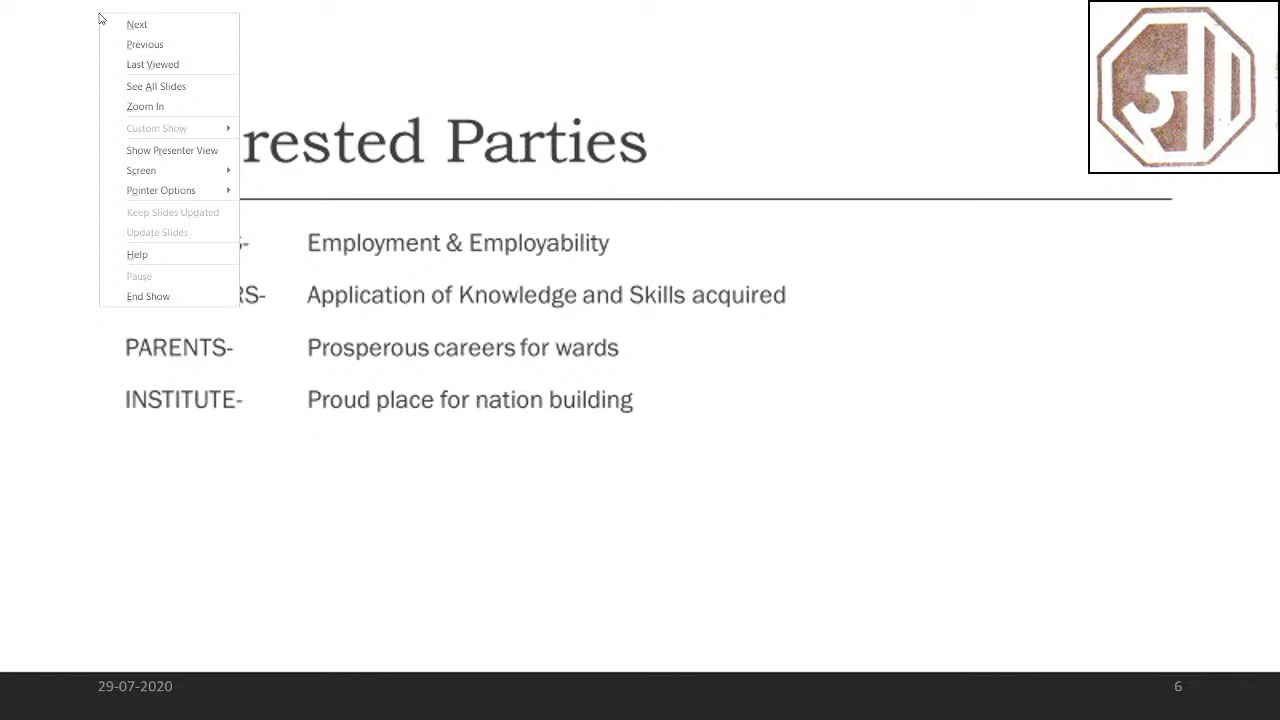 Next
Previous
Last Viewed
See All Slides
Zoom In
Custom Show
Show Presenter View
Screen
Pointer Options
Keep Slides Updated
Update Slides
Help
Pause
End Show
rested Parties
- Employment & Employability
RS- Application of Knowledge and Skills acquired
PARENTS- Prosperous careers for wards
INSTITUTE- Proud place for nation building
29-07-2020 6